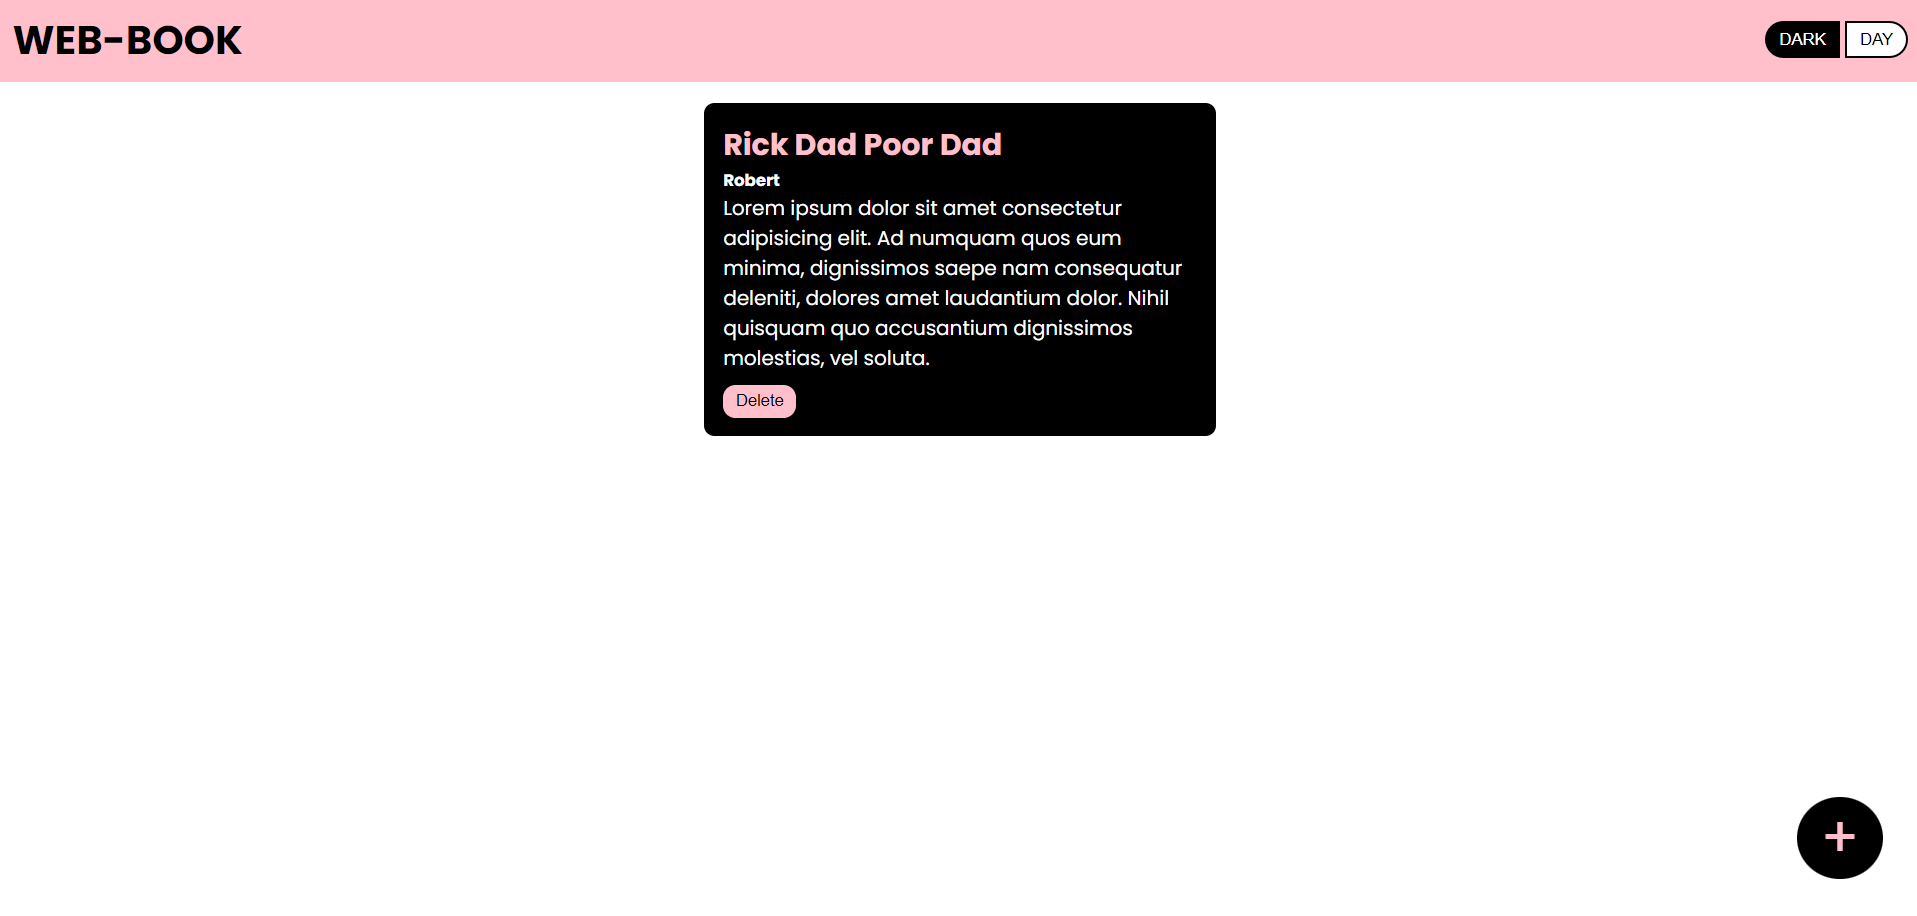 WEB-BOOK
DARK DAY
Rick Dad Poor Dad
Robert
Lorem ipsum dolor sit amet consectetur
adipisicing elit. Ad numquam quos eum
minima, dignissimos saepe nam consequatur
deleniti, dolores amet laudantium dolor. Nihil
quisquam quo accusantium dignissimos
molestias, vel soluta.
Delete
+